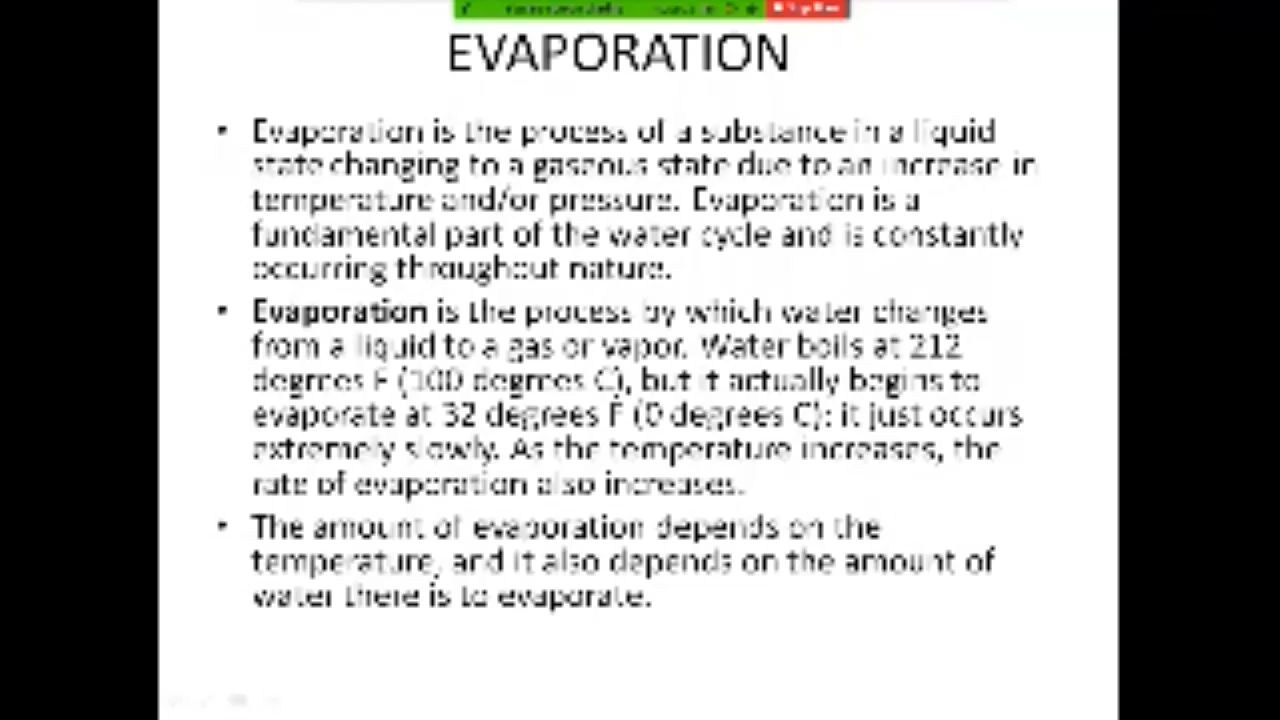 EVAPORATION
• Evaporation is the process of a substance in a liquid
state changing to a gaseous state due to an increase in
temperature and/or pressure. Evaporation is a
fundamental part of the water cycle and is constantly
occurring throughout nature.
• Evaporation is the process by which water changes
from a liquid to a gas or vapor. Water boils at 212
degrees F (100 degrees C), but it actually begins to
evaporate at 32 degrees F (0 degrees C); it just occurs
extremely slowly. As the temperature increases, the
rate of evaporation also increases.
• The amount of evaporation depends on the
temperature, and it also depends on the amount of
water there is to evaporate.